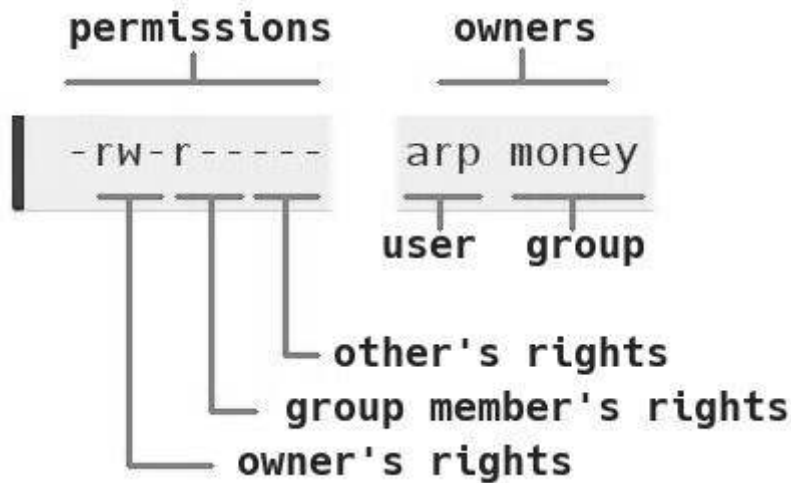 permissions owners
-rw-r----- arp money
user group
other's rights
group member's rights
owner's rights